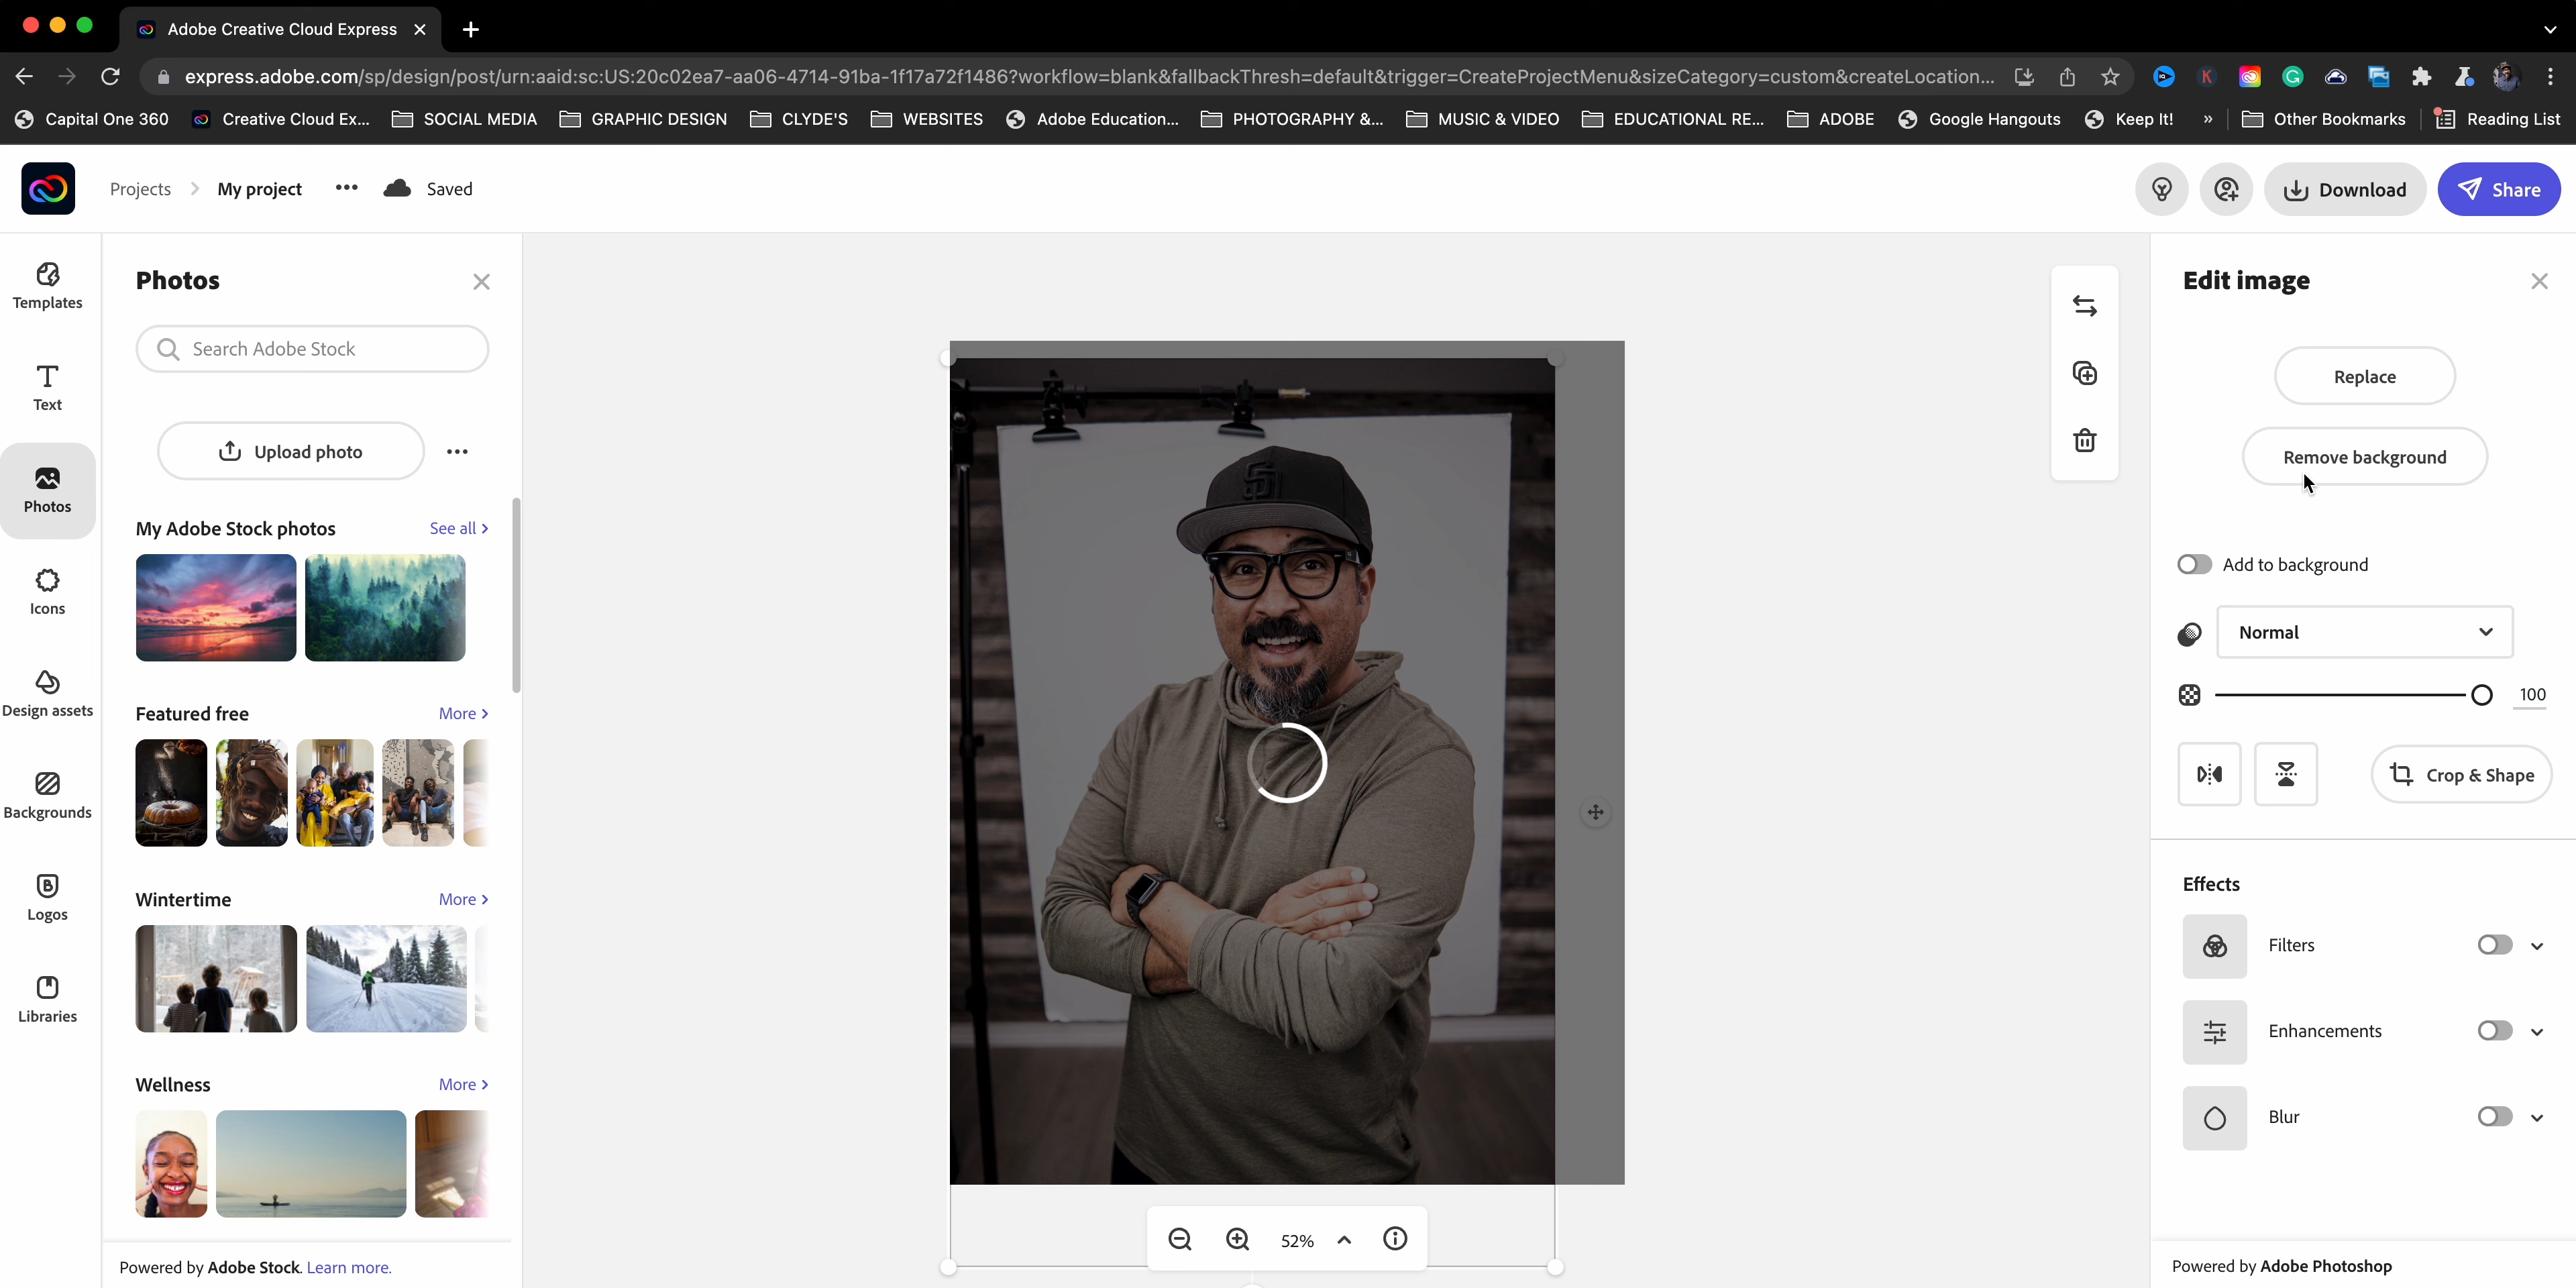 Adobe Creative Cloud Express
express.adobe.com/sp/design/post/urn:aaid:sc:US:20c02ea7-aa06-4714-91ba-1f17a72f1486?workflow=blank&fallbackThresh=default&trigger=CreateProjectMenu&sizeCategory=custom&createLocation...
Capital One 360 Creative Cloud Ex... SOCIAL MEDIA GRAPHIC DESIGN CLYDE'S WEBSITES Adobe Education... PHOTOGRAPHY &... MUSIC & VIDEO EDUCATIONAL RE... ADOBE Google Hangouts Keep It! » Other Bookmarks Reading List
Projects My project ••• Saved Download Share
Templates
Text
Photos
Icons
Design assets
Backgrounds
Logos
Libraries
Photos
Search Adobe Stock
Upload photo •••
My Adobe Stock photos See all >
Featured free More >
Wintertime More >
Wellness More >
Powered by Adobe Stock. Learn more.
SD
52%
Edit image
Replace
Remove background
Add to background
Normal
100
Crop & Shape
Effects
Filters
Enhancements
Blur
Powered by Adobe Photoshop